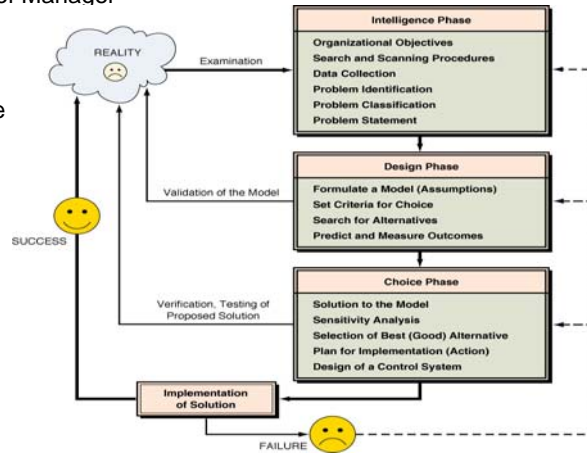 Manager
Intelligence Phase
REALITY
Examination
Organizational Objectives
Search and Scanning Procedures
Data Collection
Problem Identification
Problem Classification
Problem Statement
Design Phase
Validation of the Model
Formulate a Model (Assumptions)
Set Criteria for Choice
Search for Alternatives
Predict and Measure Outcomes
SUCCESS
Choice Phase
Verification, Testing of
Proposed Solution
Solution to the Model
Sensitivity Analysis
Selection of Best (Good) Alternative
Plan for Implementation (Action)
Design of a Control System
Implementation
of Solution
FAILURE